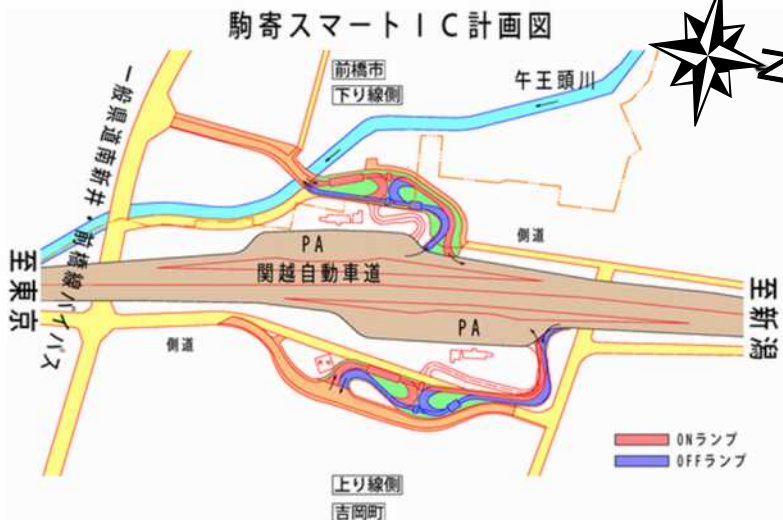 駒寄スマートＩＣ計画図
前橋市
下り線側
午王頭川
N
一般県道南新井・前橋線バイパス
側道
PA
関越自動車道
至東京
至新潟
PA
側道
ONランプ
OFFランプ
上り線側
吉岡町